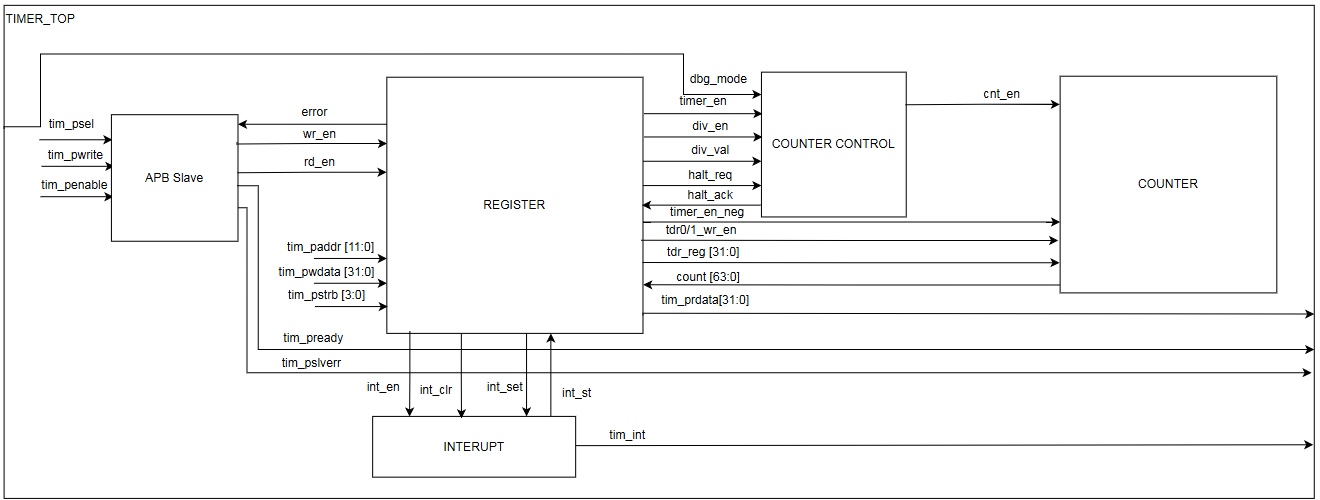 TIMER_TOP
dbg_mode
cnt_en
timer_en
error
tim_psel
div_en
wr_en
COUNTER CONTROL
tim_pwrite
div_val
rd_en
APB Slave
tim_penable
halt_req
COUNTER
halt_ack
REGISTER
timer_en_neg
tdr0/1_wr_en
tim_paddr [11:0]
tdr_reg [31:0]
tim_pwdata [31:0]
count [63:0]
tim_pstrb [3:0]
tim_prdata[31:0]
tim_pready
tim_pslverr
int_en
int_clr
int_set
int_st
tim_int
INTERUPT